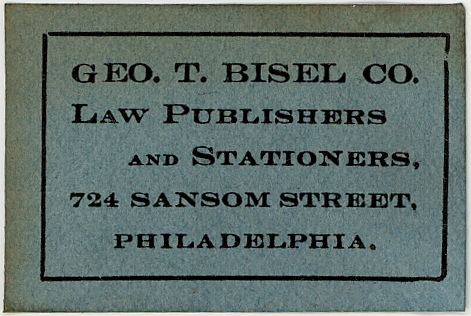 GEO. T. BISEL CO.
LAW PUBLISHERS
AND STATIONERS,
724 SANSOM STREET,
PHILADELPHIA.